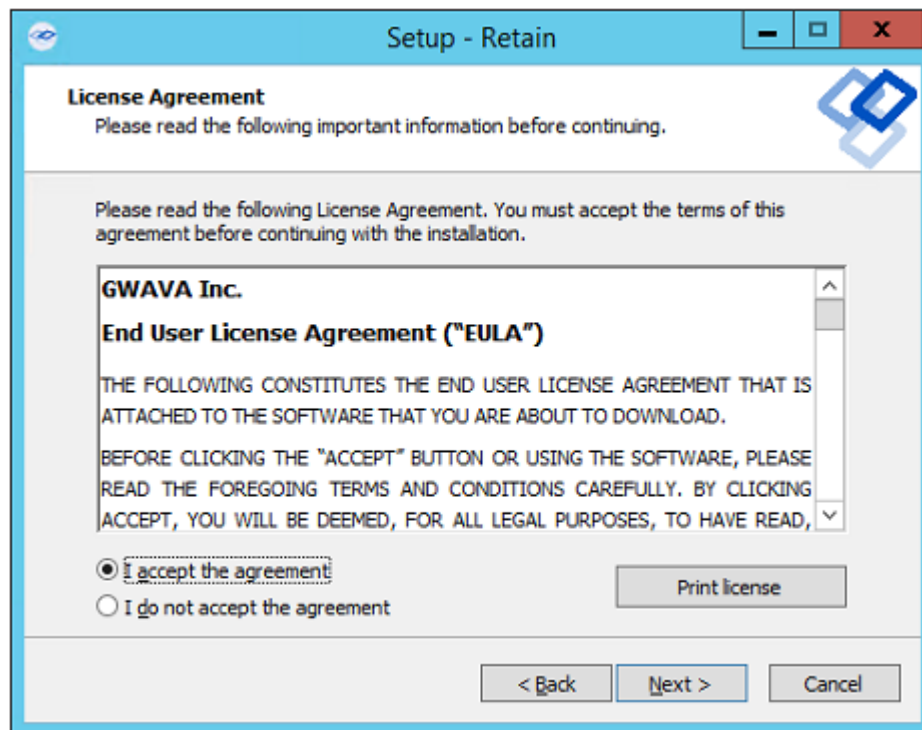 Setup - Retain
License Agreement
Please read the following important information before continuing.
Please read the following License Agreement. You must accept the terms of this
agreement before continuing with the installation.
GWAVA Inc.
End User License Agreement (“EULA”)
THE FOLLOWING CONSTITUTES THE END USER LICENSE AGREEMENT THAT IS
ATTACHED TO THE SOFTWARE THAT YOU ARE ABOUT TO DOWNLOAD.
BEFORE CLICKING THE “ACCEPT” BUTTON OR USING THE SOFTWARE, PLEASE
READ THE FOREGOING TERMS AND CONDITIONS CAREFULLY. BY CLICKING
ACCEPT, YOU WILL BE DEEMED, FOR ALL LEGAL PURPOSES, TO HAVE READ,
I accept the agreement
Print license
I do not accept the agreement
< Back
Next >
Cancel